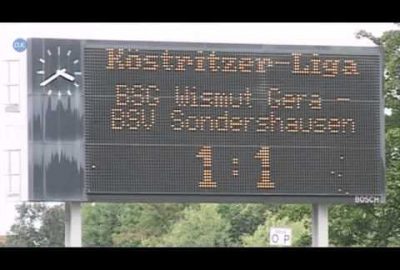 Köstritzer-Liga
BSG Wismut Gera -
BSV Sondershausen
1:1
BOSCH
O P